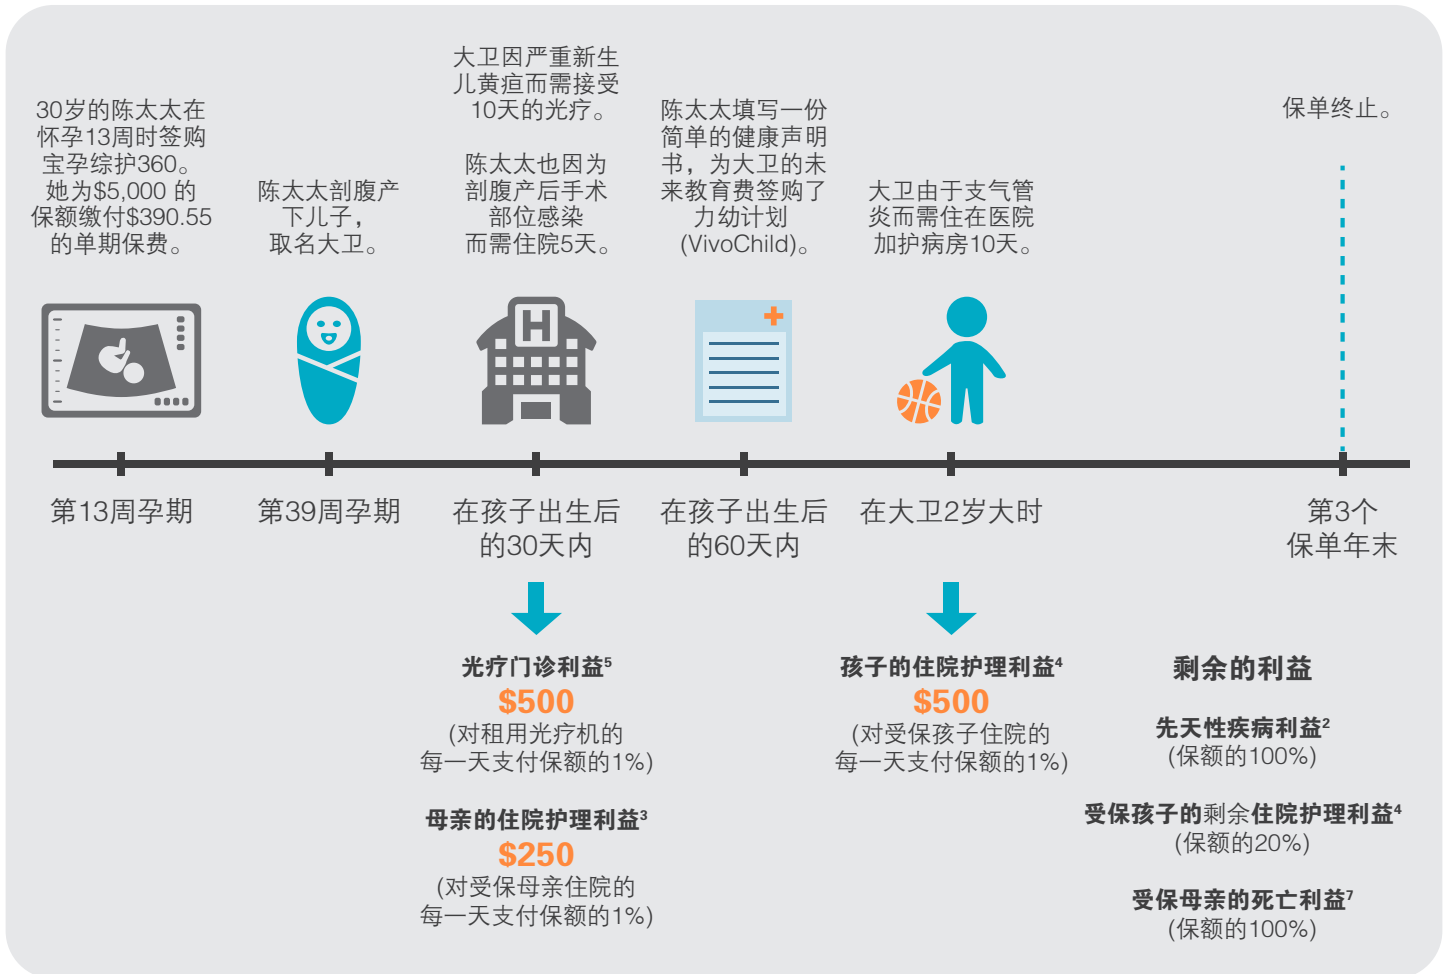 30岁的陈太太在
怀孕13周时签购
宝孕综护360。
她为$5,000 的
保额缴付$390.55
的单期保费。
陈太太剖腹产
下儿子，
取名大卫。
大卫因严重新生
儿黄疸而需接受
10天的光疗。
陈太太也因为
剖腹产后手术
部位感染
而需住院5天。
陈太太填写一份
简单的健康声明
书，为大卫的未
来教育费签购了
力幼计划
(VivoChild)。
大卫由于支气管
炎而需住在医院
加护病房10天。
保单终止。
H
第13周孕期
第39周孕期
在孩子出生后
的30天内
在孩子出生后
的60天内
在大卫2岁大时
第3个
保单年末
光疗门诊利益⁵
$500
(对租用光疗机的
每一天支付保额的1%)
母亲的住院护理利益³
$250
(对受保母亲住院的
每一天支付保额的1%)
孩子的住院护理利益⁴
$500
(对受保孩子住院的
每一天支付保额的1%)
剩余的利益
先天性疾病利益²
(保额的100%)
受保孩子的剩余住院护理利益⁴
(保额的20%)
受保母亲的死亡利益⁷
(保额的100%)